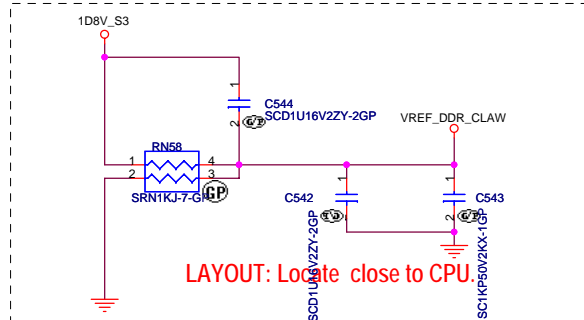 1D8V_S3
1
C544
SCD1U16V2ZY-2GP
2
G/P
VREF_DDR_CLAW
RN58
1
4
2
3
SRN1KJ-7-GP
GP
1
C542
SCD1U16V2ZY-2GP
2
1
C543
SC1KP50V2KX-1GP
2
G/P
LAYOUT: Locate close to CPU.